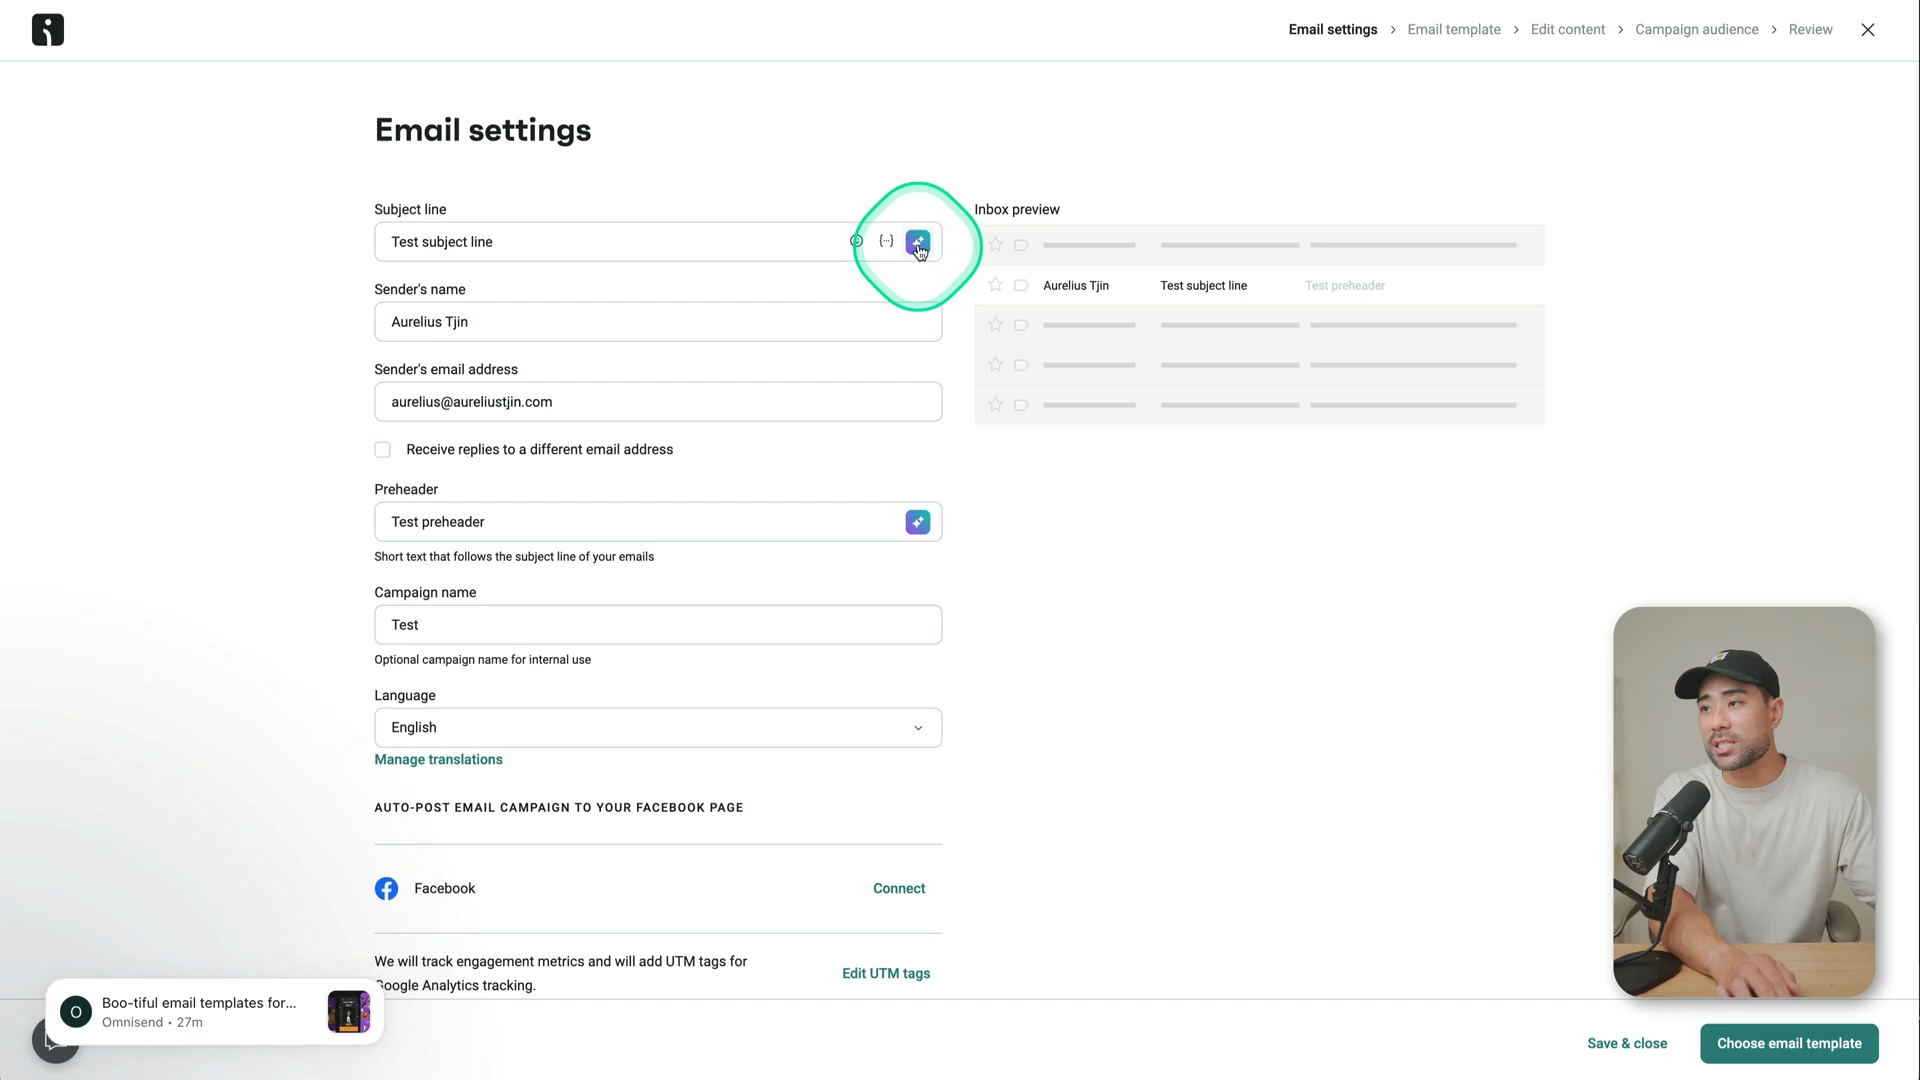 Email settings > Email template > Edit content > Campaign audience > Review
Email settings
Subject line
Test subject line
Sender's name
Aurelius Tjin
Sender's email address
aurelius@aureliustjin.com
Receive replies to a different email address
Preheader
Test preheader
Short text that follows the subject line of your emails
Campaign name
Test
Optional campaign name for internal use
Language
English
Manage translations
AUTO-POST EMAIL CAMPAIGN TO YOUR FACEBOOK PAGE
Facebook
Connect
We will track engagement metrics and will add UTM tags for
Google Analytics tracking.
Edit UTM tags
Inbox preview
Aurelius Tjin Test subject line Test preheader
O
Boo-tiful email templates for...
Omnisend • 27m
Save & close
Choose email template